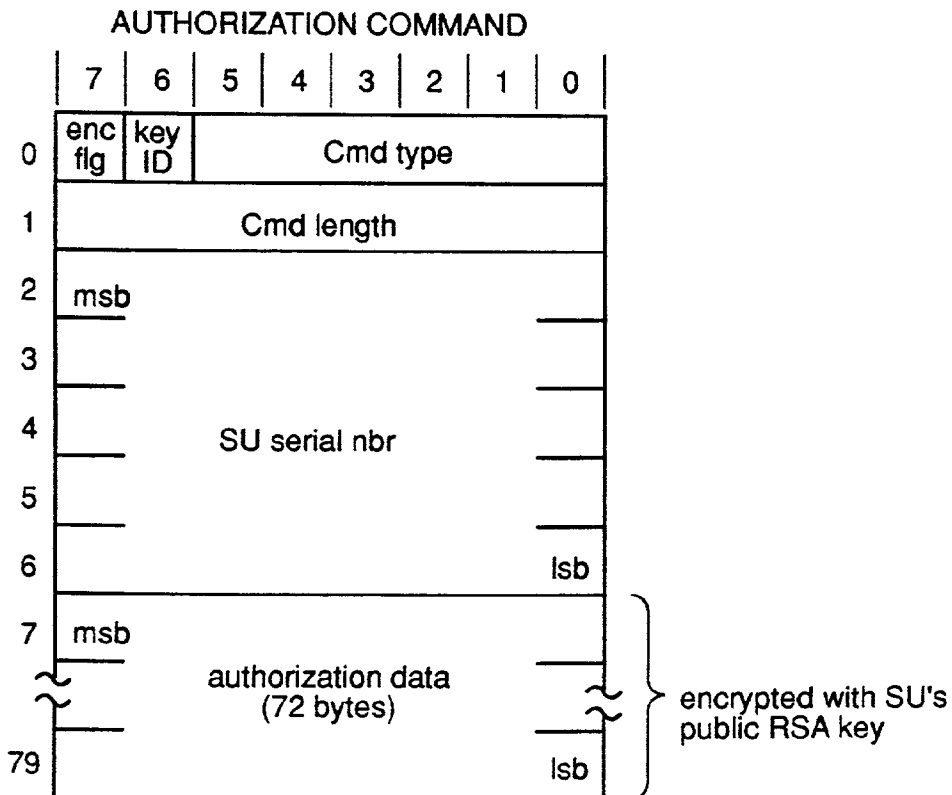 AUTHORIZATION COMMAND
7 6 5 4 3 2 1 0
0 enc flg key ID Cmd type
1 Cmd length
2 msb
3
4 SU serial nbr
5
6 lsb
7 msb
authorization data
(72 bytes)
encrypted with SU's
public RSA key
79 lsb